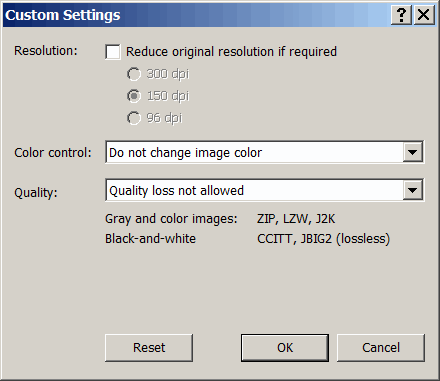 Custom Settings
Resolution: Reduce original resolution if required
300 dpi
150 dpi
96 dpi
Color control: Do not change image color
Quality: Quality loss not allowed
Gray and color images: ZIP, LZW, J2K
Black-and-white CCITT, JBIG2 (lossless)
Reset OK Cancel